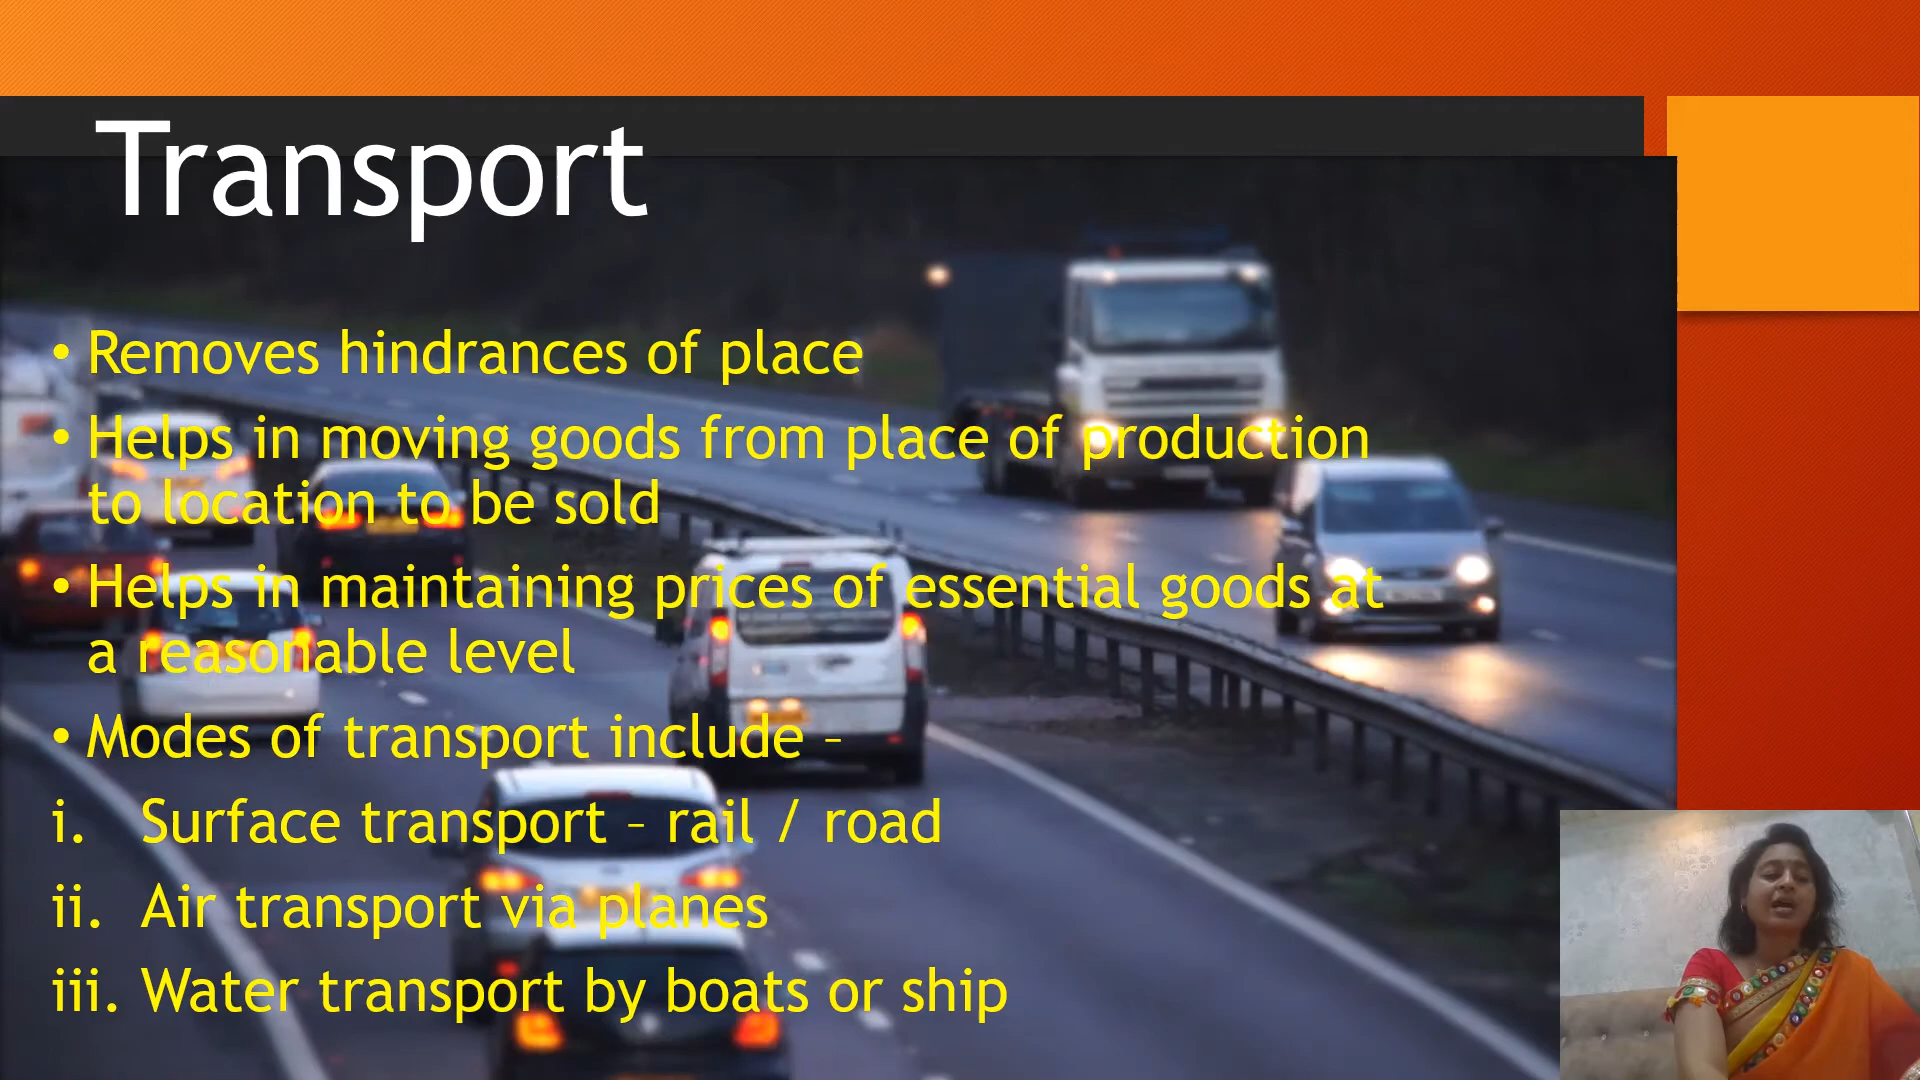 Transport
• Removes hindrances of place
• Helps in moving goods from place of production
to location to be sold
• Helps in maintaining prices of essential goods at
a reasonable level
• Modes of transport include –
i. Surface transport – rail / road
ii. Air transport via planes
iii. Water transport by boats or ship